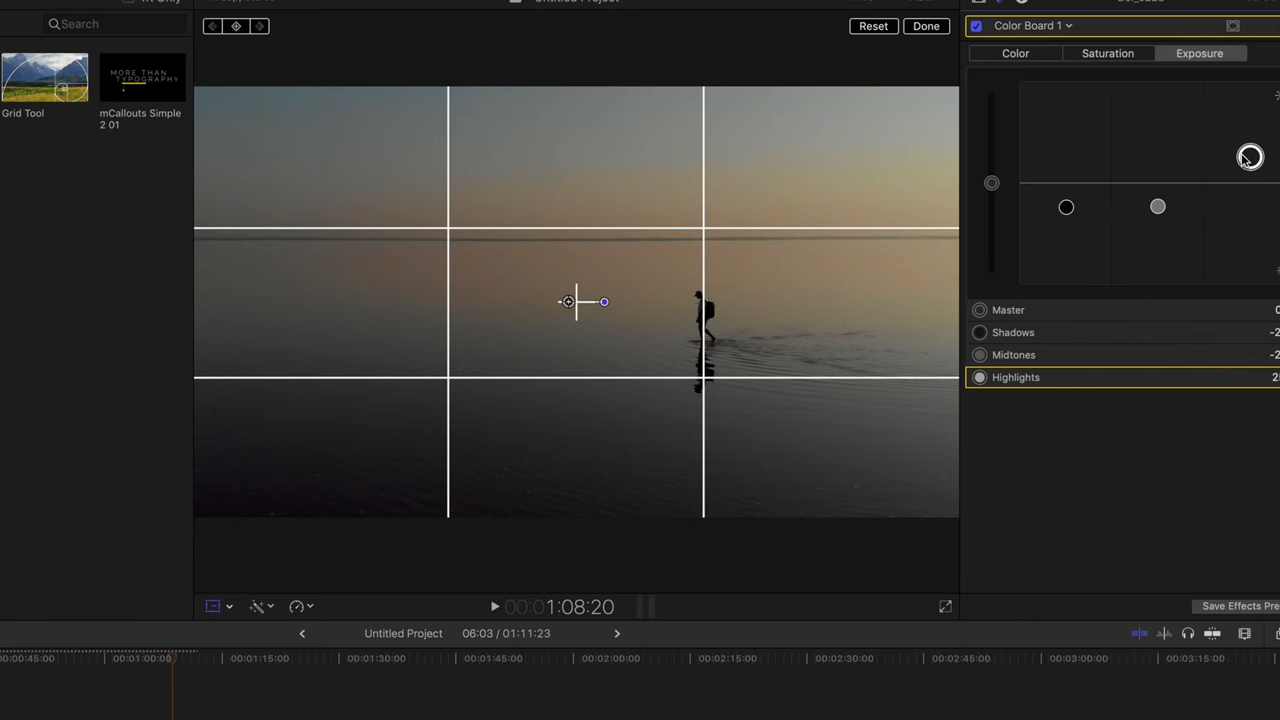 Untitled Project
Search
Reset
Done
Color Board 1
Color
Saturation
Exposure
MORE THAN
TYPOGRAPHY
Grid Tool
mCallouts Simple
2 01
Master
Shadows
Midtones
Highlights
00:01:08:20
Save Effects Pre
Untitled Project
06:03 / 01:11:23
00:00:45:00
00:01:00:00
00:01:15:00
00:01:30:00
00:01:45:00
00:02:00:00
00:02:15:00
00:02:30:00
00:02:45:00
00:03:00:00
00:03:15:00